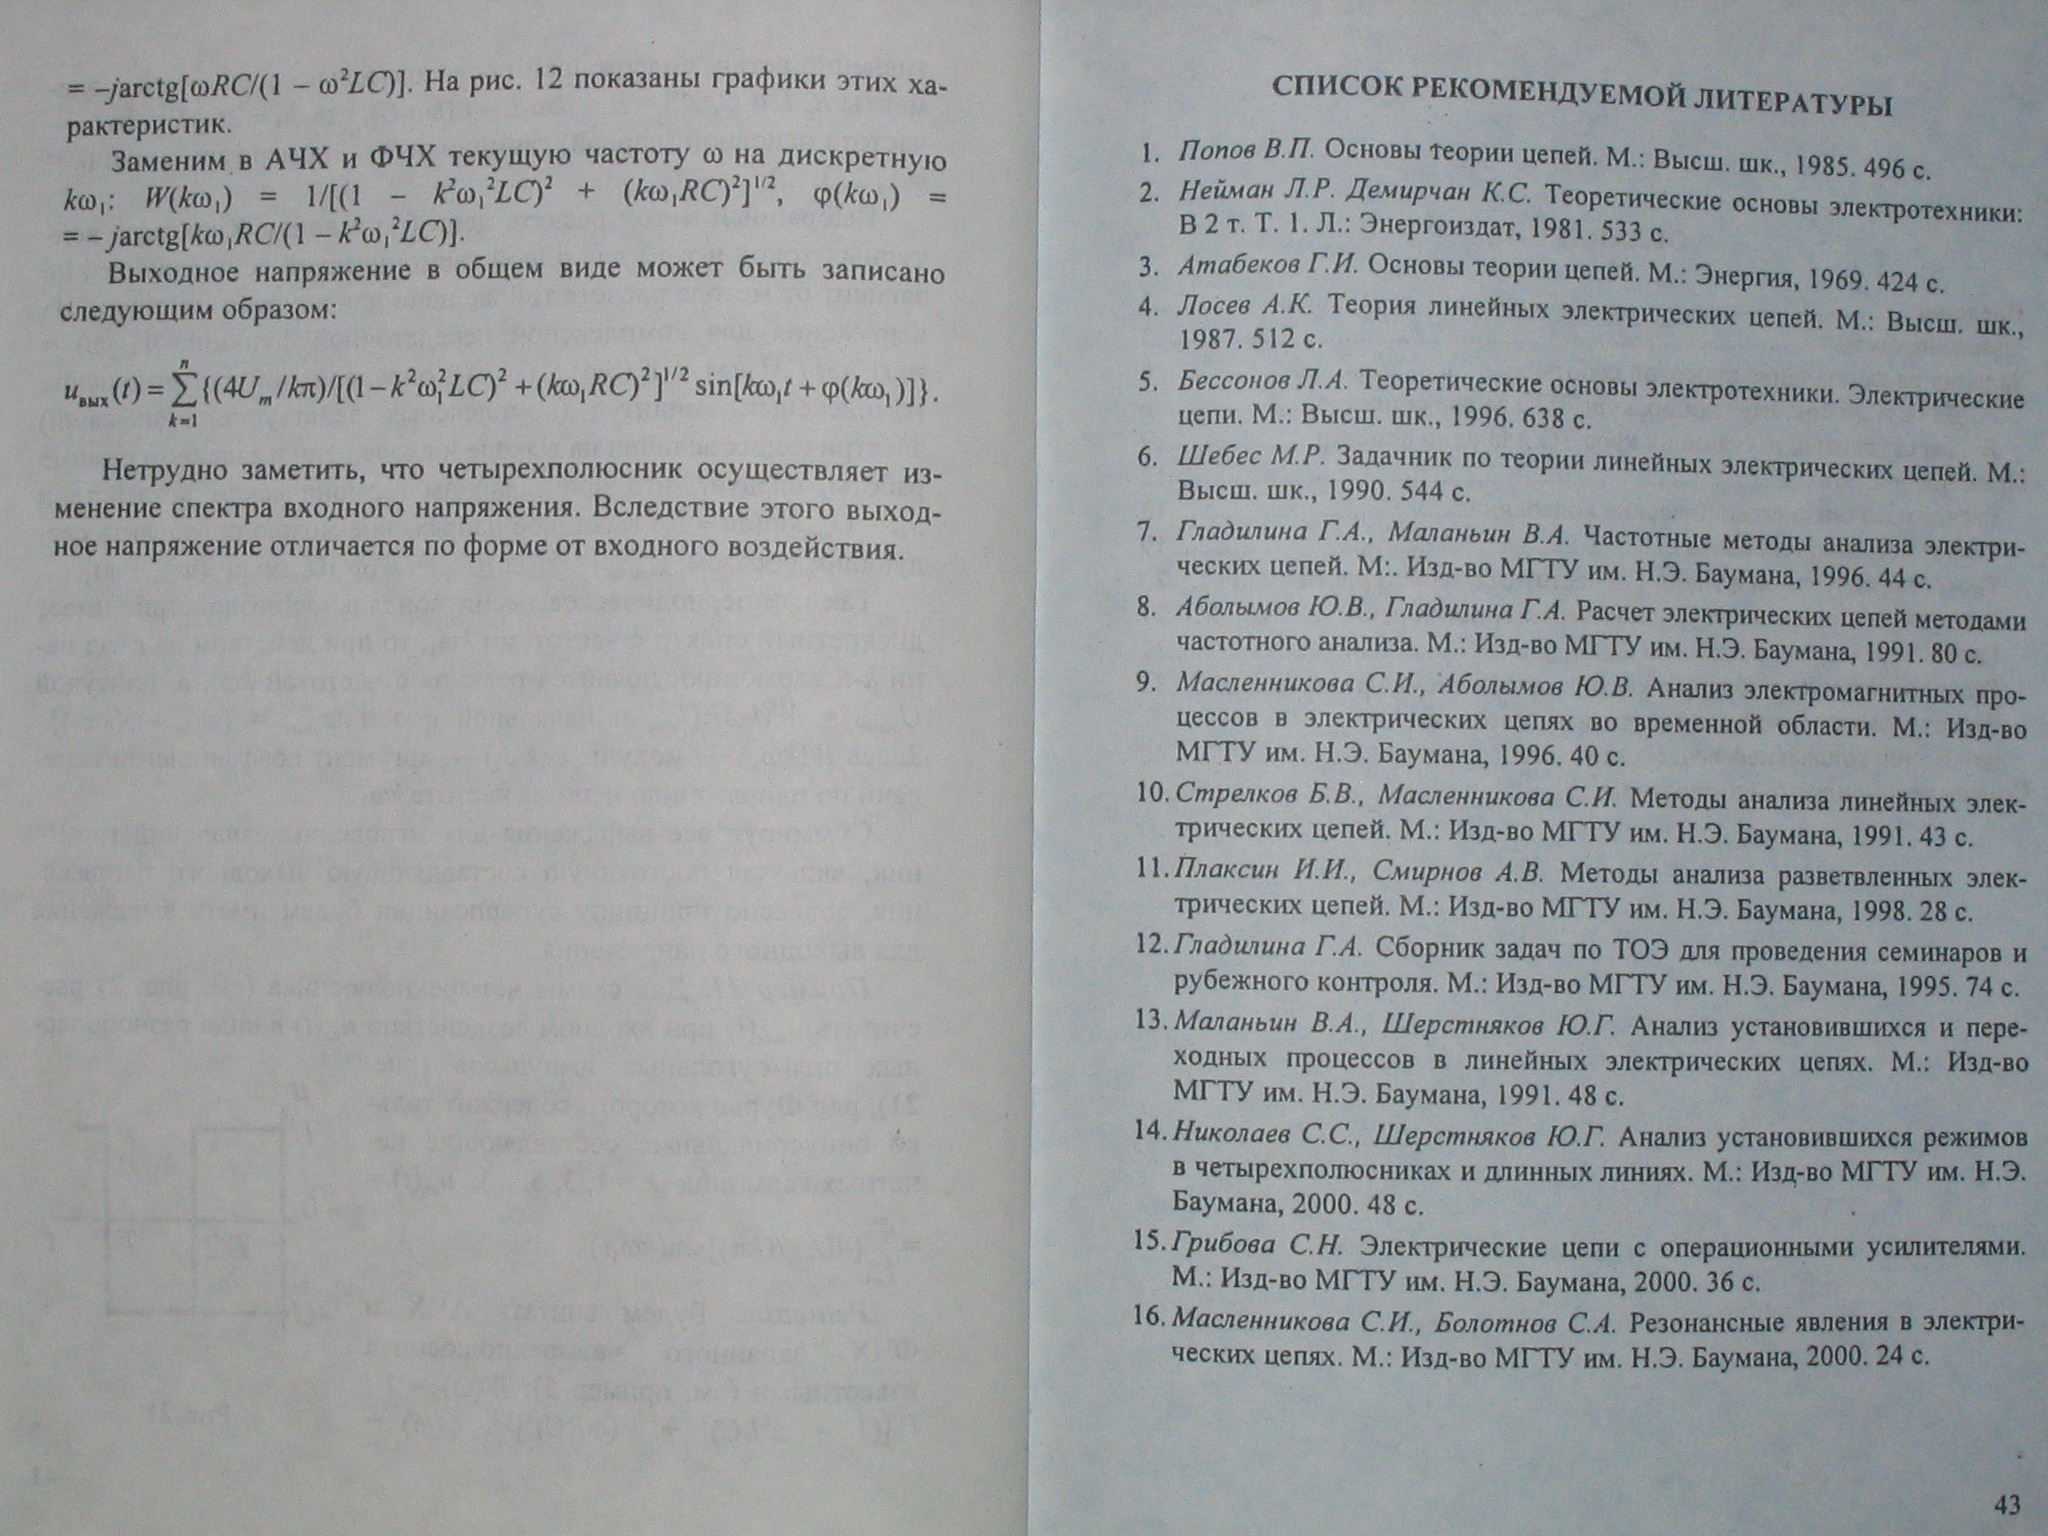 = –jarctg[ωRC/(1 – ω²LC)]. На рис. 12 показаны графики этих ха-
рактеристик.
Заменим в АЧХ и ФЧХ текущую частоту ω на дискретную
kω₁: W(kω₁) = 1/[(1 – k²ω₁²LC)² + (kω₁RC)²]^1/2, φ(kω₁) =
= – jarctg[kω₁RC/(1 – k²ω₁²LC)].
Выходное напряжение в общем виде может быть записано
следующим образом:
uвых(t) = ∑ⁿₖ₌₁ {(4Uₘ/kπ)/[(1 – k²ω₁²LC)² + (kω₁RC)²]^1/2 sin[kω₁t + φ(kω₁)]}.
Нетрудно заметить, что четырехполюсник осуществляет из-
менение спектра входного напряжения. Вследствие этого выход-
ное напряжение отличается по форме от входного воздействия.
СПИСОК РЕКОМЕНДУЕМОЙ ЛИТЕРАТУРЫ
1. Попов В.П. Основы теории цепей. М.: Высш. шк., 1985. 496 с.
2. Нейман Л.Р. Демирчан К.С. Теоретические основы электротехники:
В 2 т. Т. 1. Л.: Энергоиздат, 1981. 533 с.
3. Атабеков Г.И. Основы теории цепей. М.: Энергия, 1969. 424 с.
4. Лосев А.К. Теория линейных электрических цепей. М.: Высш. шк.,
1987. 512 с.
5. Бессонов Л.А. Теоретические основы электротехники. Электрические
цепи. М.: Высш. шк., 1996. 638 с.
6. Шебес М.Р. Задачник по теории линейных электрических цепей. М.:
Высш. шк., 1990. 544 с.
7. Гладилина Г.А., Маланьин В.А. Частотные методы анализа электри-
ческих цепей. М:. Изд-во МГТУ им. Н.Э. Баумана, 1996. 44 с.
8. Аболымов Ю.В., Гладилина Г.А. Расчет электрических цепей методами
частотного анализа. М.: Изд-во МГТУ им. Н.Э. Баумана, 1991. 80 с.
9. Масленникова С.И., Аболымов Ю.В. Анализ электромагнитных про-
цессов в электрических цепях во временной области. М.: Изд-во
МГТУ им. Н.Э. Баумана, 1996. 40 с.
10. Стрелков Б.В., Масленникова С.И. Методы анализа линейных элек-
трических цепей. М.: Изд-во МГТУ им. Н.Э. Баумана, 1991. 43 с.
11. Плаксин И.И., Смирнов А.В. Методы анализа разветвленных элек-
трических цепей. М.: Изд-во МГТУ им. Н.Э. Баумана, 1998. 28 с.
12. Гладилина Г.А. Сборник задач по ТОЭ для проведения семинаров и
рубежного контроля. М.: Изд-во МГТУ им. Н.Э. Баумана, 1995. 74 с.
13. Маланьин В.А., Шерстняков Ю.Г. Анализ установившихся и пере-
ходных процессов в линейных электрических цепях. М.: Изд-во
МГТУ им. Н.Э. Баумана, 1991. 48 с.
14. Николаев С.С., Шерстняков Ю.Г. Анализ установившихся режимов
в четырехполюсниках и длинных линиях. М.: Изд-во МГТУ им. Н.Э.
Баумана, 2000. 48 с.
15. Грибова С.Н. Электрические цепи с операционными усилителями.
М.: Изд-во МГТУ им. Н.Э. Баумана, 2000. 36 с.
16. Масленникова С.И., Болотнов С.А. Резонансные явления в электри-
ческих цепях. М.: Изд-во МГТУ им. Н.Э. Баумана, 2000. 24 с.
43